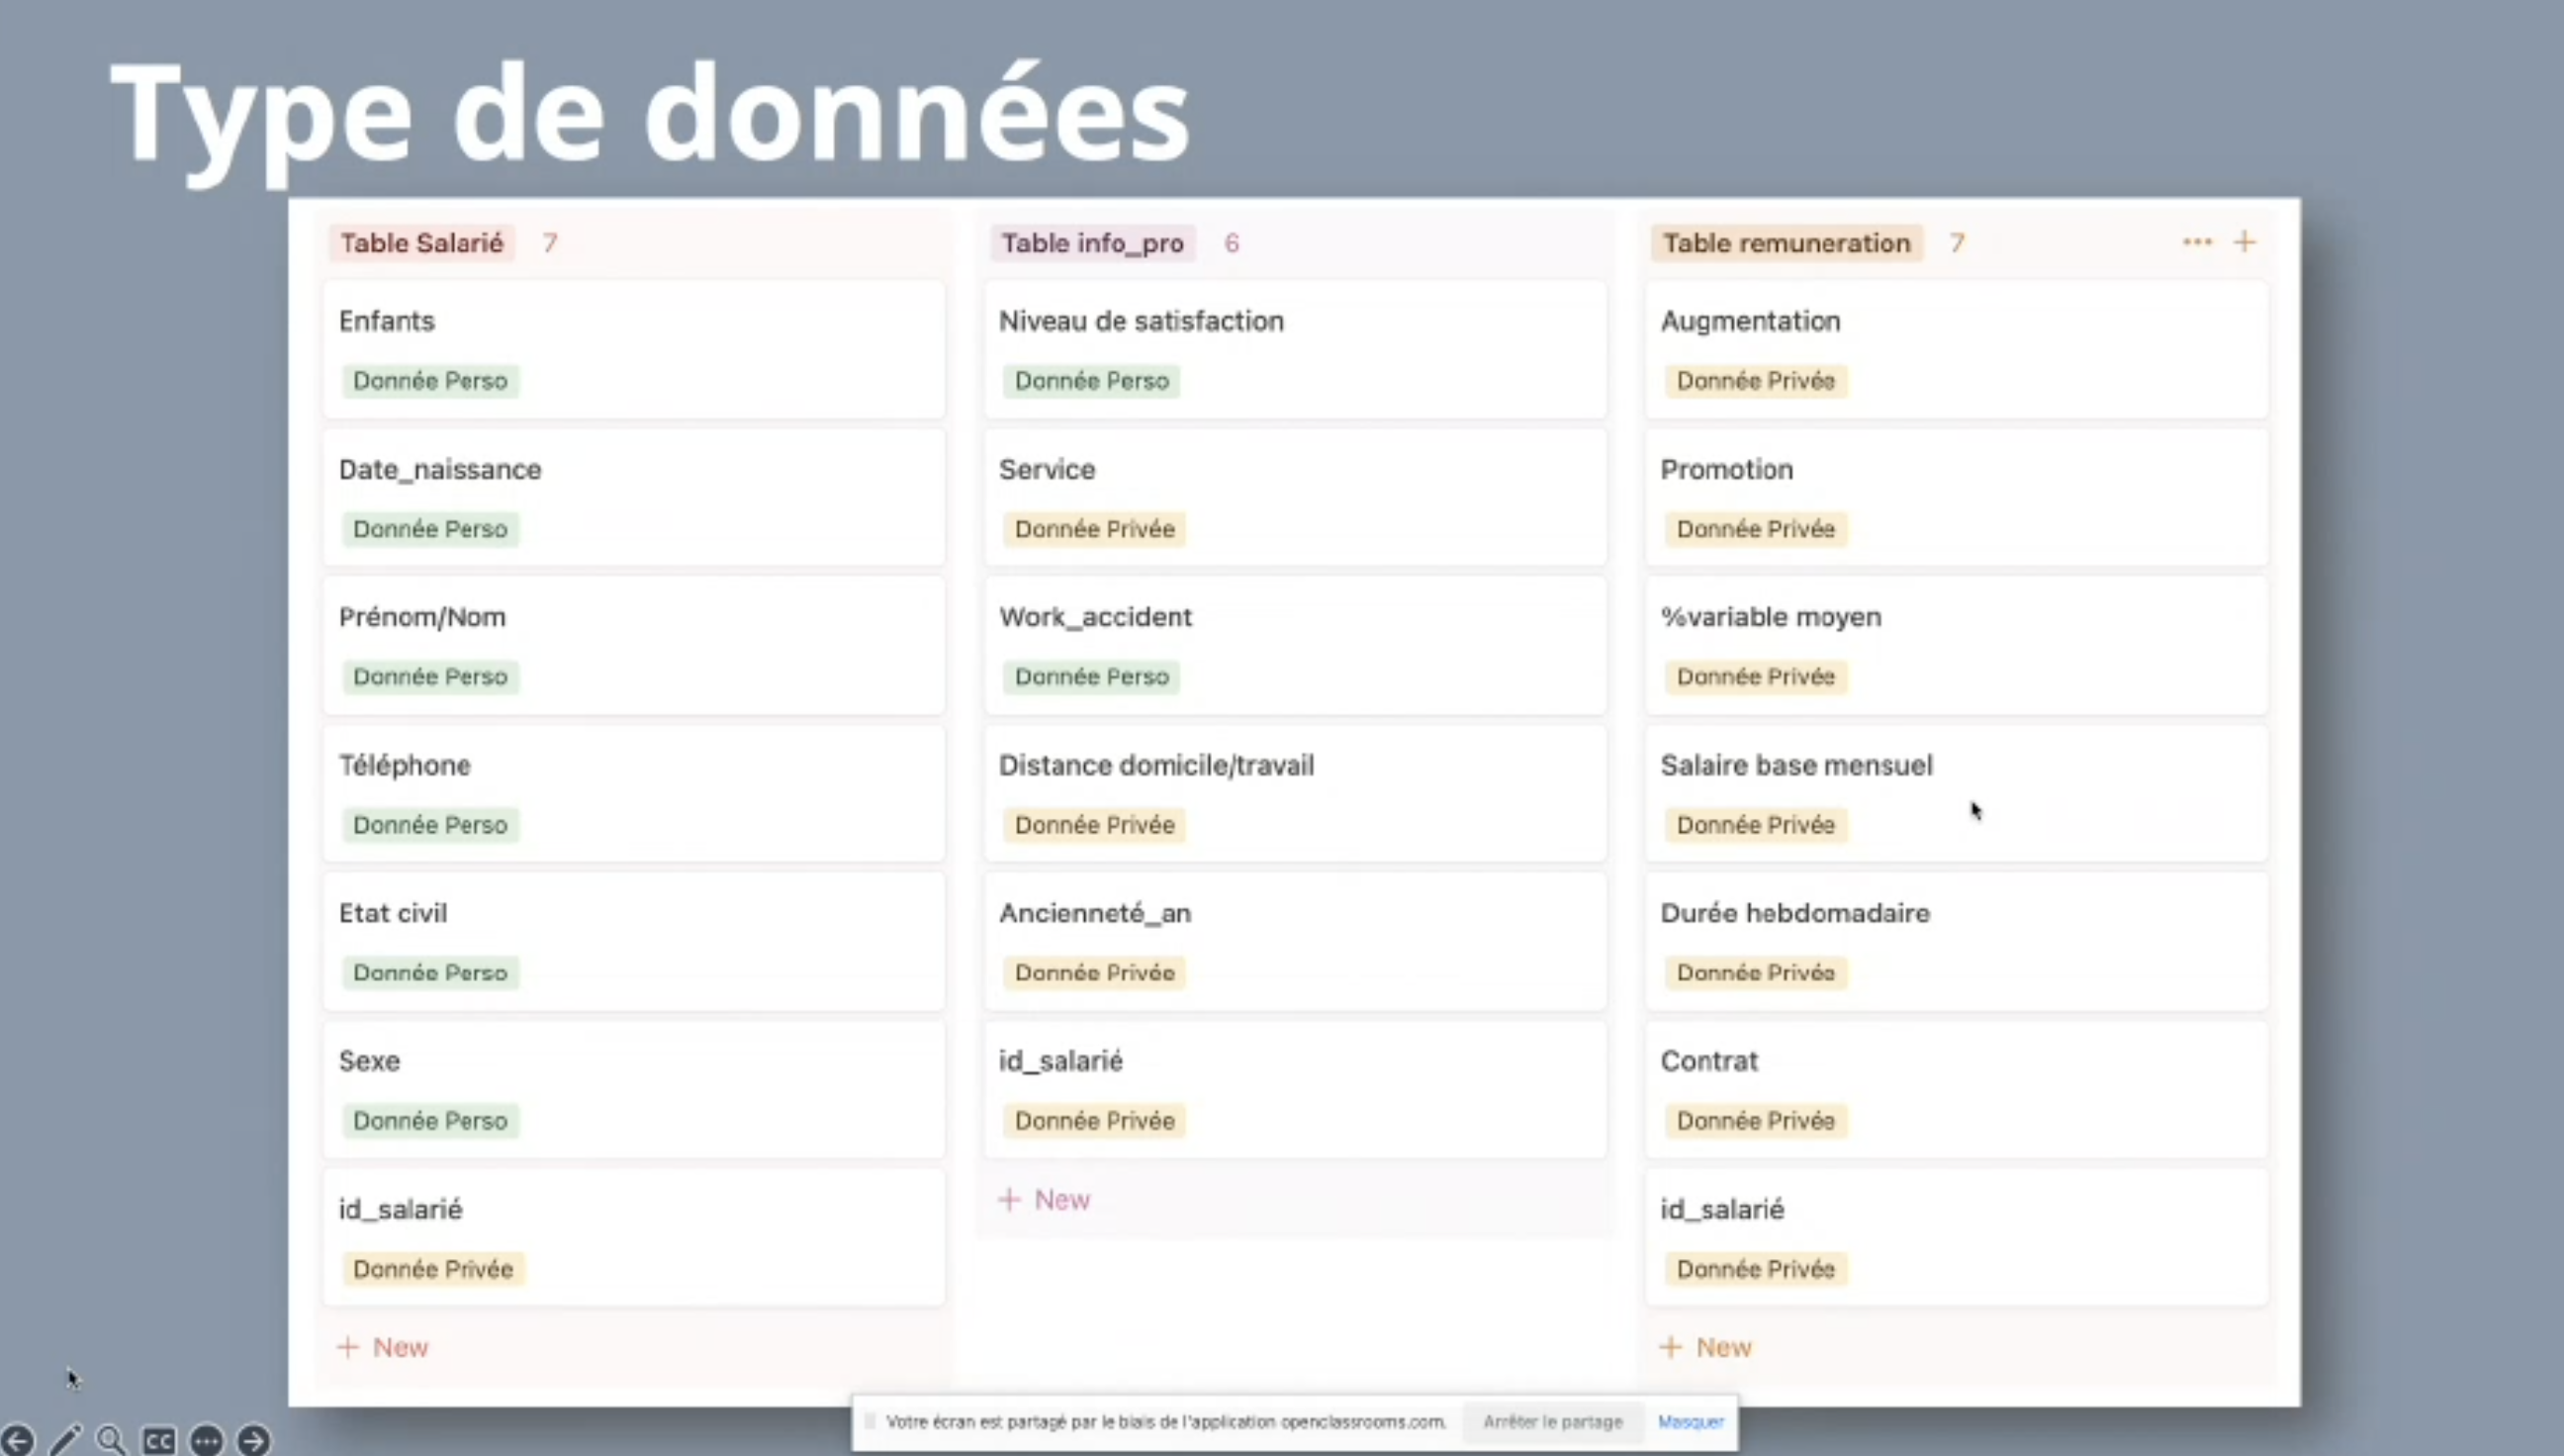 Type de données
Table Salarié 7
Enfants
Donnée Perso
Date_naissance
Donnée Perso
Prénom/Nom
Donnée Perso
Téléphone
Donnée Perso
Etat civil
Donnée Perso
Sexe
Donnée Perso
id_salarié
Donnée Privée
+ New
Table info_pro 6
Niveau de satisfaction
Donnée Perso
Service
Donnée Privée
Work_accident
Donnée Perso
Distance domicile/travail
Donnée Privée
Ancienneté_an
Donnée Privée
id_salarié
Donnée Privée
+ New
Table remuneration 7 ••• +
Augmentation
Donnée Privée
Promotion
Donnée Privée
%variable moyen
Donnée Privée
Salaire base mensuel
Donnée Privée
Durée hebdomadaire
Donnée Privée
Contrat
Donnée Privée
id_salarié
Donnée Privée
+ New
Votre écran est partagé par le biais de l'application openclassrooms.com. Arrêter le partage Masquer
CC